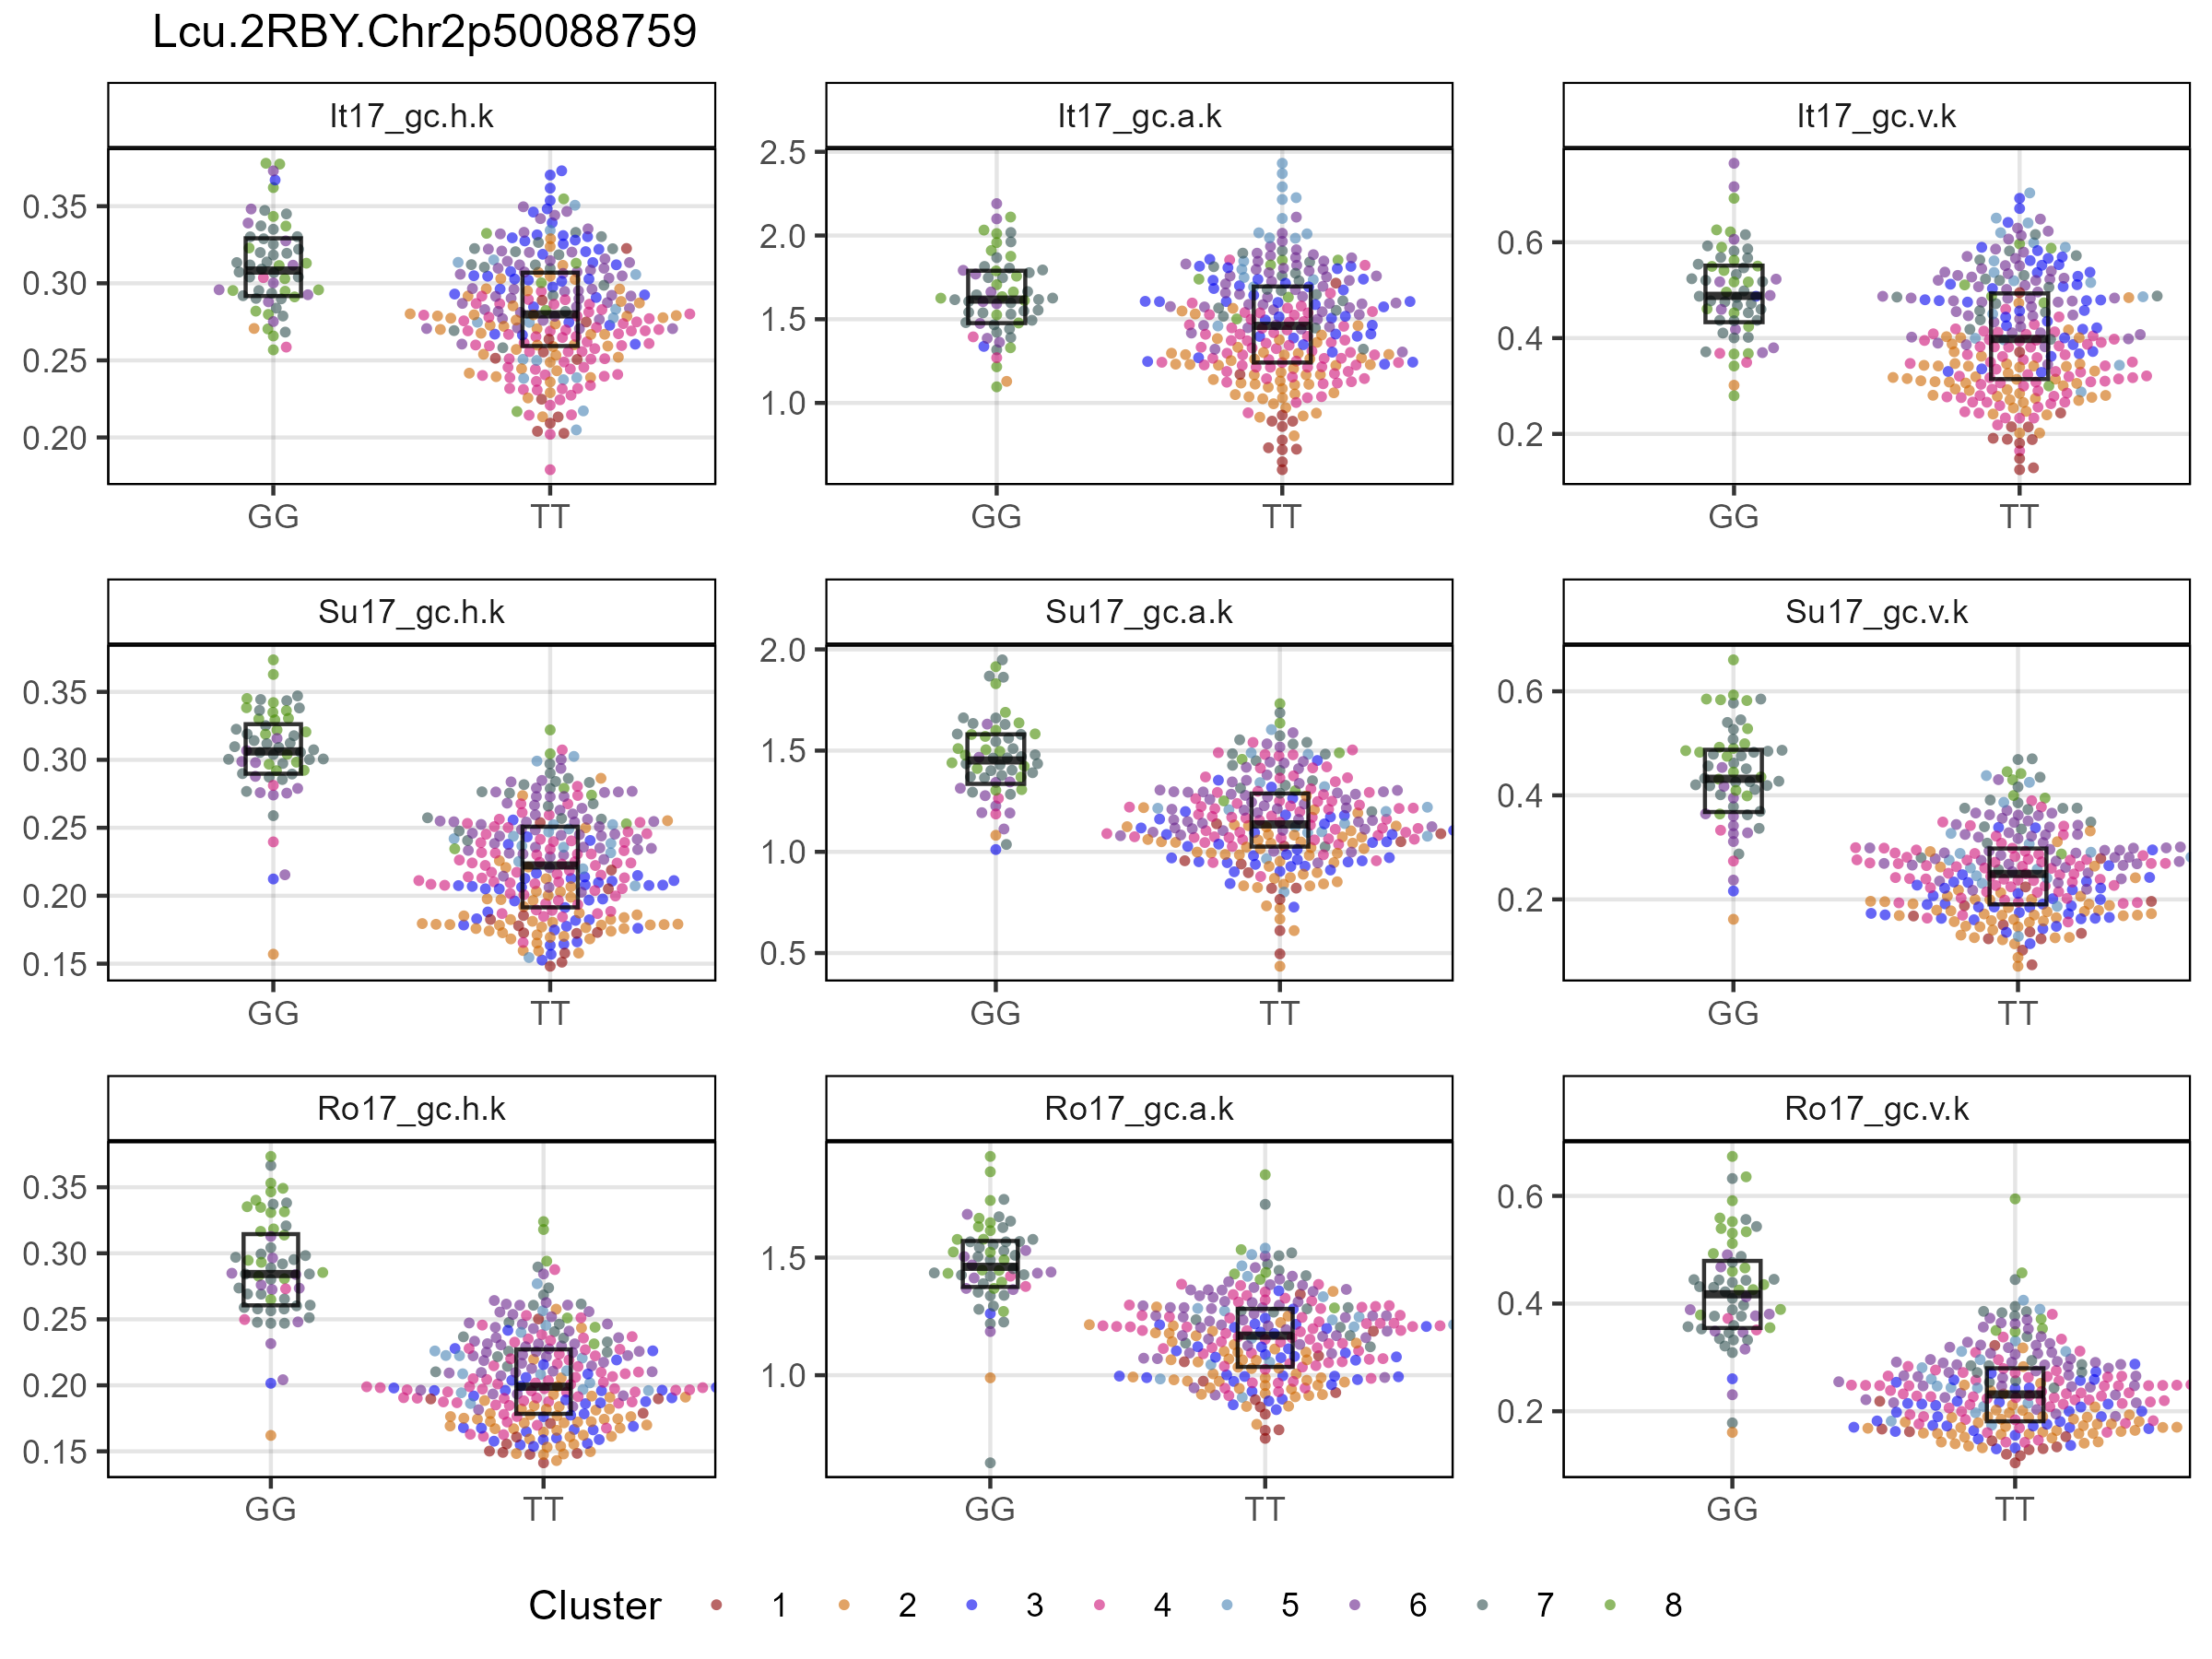 Lcu.2RBY.Chr2p50088759
It17_gc.h.k
It17_gc.a.k
It17_gc.v.k
0.35
0.30
0.25
0.20
2.5
2.0
1.5
1.0
0.6
0.4
0.2
GG TT
GG TT
GG TT
Su17_gc.h.k
Su17_gc.a.k
Su17_gc.v.k
0.35
0.30
0.25
0.20
0.15
2.0
1.5
1.0
0.5
0.6
0.4
0.2
GG TT
GG TT
GG TT
Ro17_gc.h.k
Ro17_gc.a.k
Ro17_gc.v.k
0.35
0.30
0.25
0.20
0.15
1.5
1.0
0.6
0.4
0.2
GG TT
GG TT
GG TT
Cluster 1 2 3 4 5 6 7 8